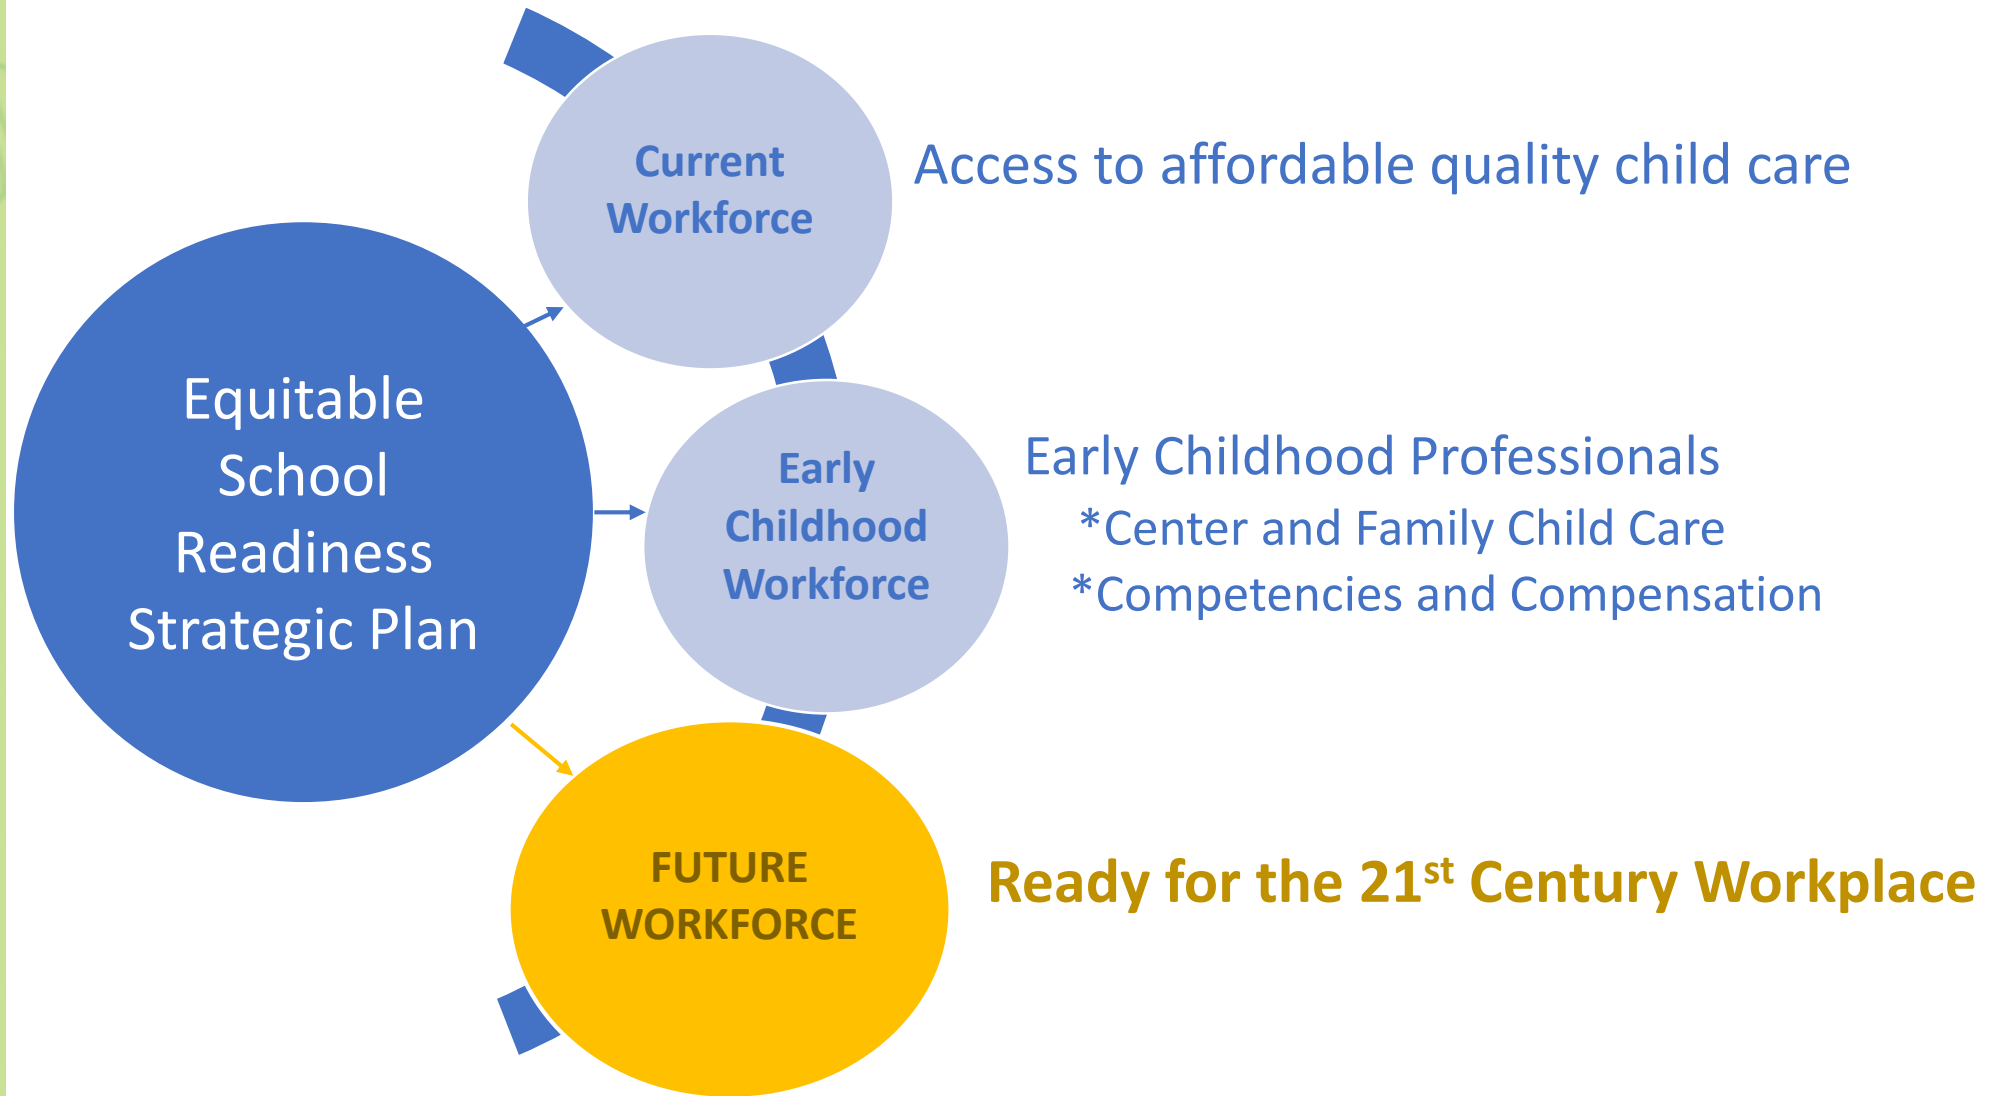 Current
Workforce
Access to affordable quality child care
Equitable
School
Readiness
Strategic Plan
Early
Childhood
Workforce
Early Childhood Professionals
*Center and Family Child Care
*Competencies and Compensation
FUTURE
WORKFORCE
Ready for the 21st Century Workplace